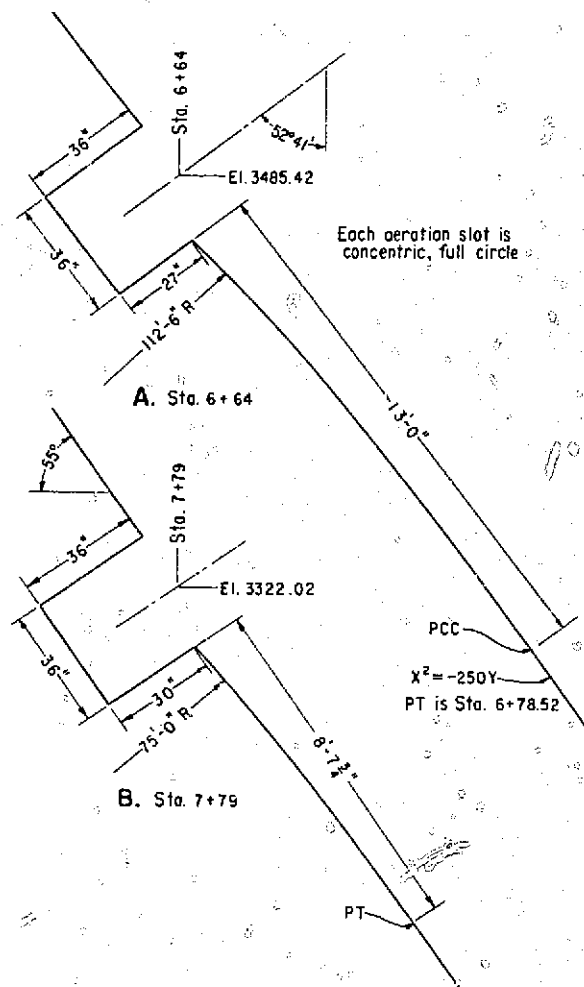 Sta. 6+64
36"
52°41'
El. 3485.42
36"
Each aeration slot is
concentric, full circle
27"
112'-6" R
A. Sta. 6+64
13'-0"
55°
Sta. 7+79
36"
El. 3322.02
PCC
X² = -250Y
PT is Sta. 6+78.52
36"
30"
75'-0" R
8'-7 3/4"
B. Sta. 7+79
PT